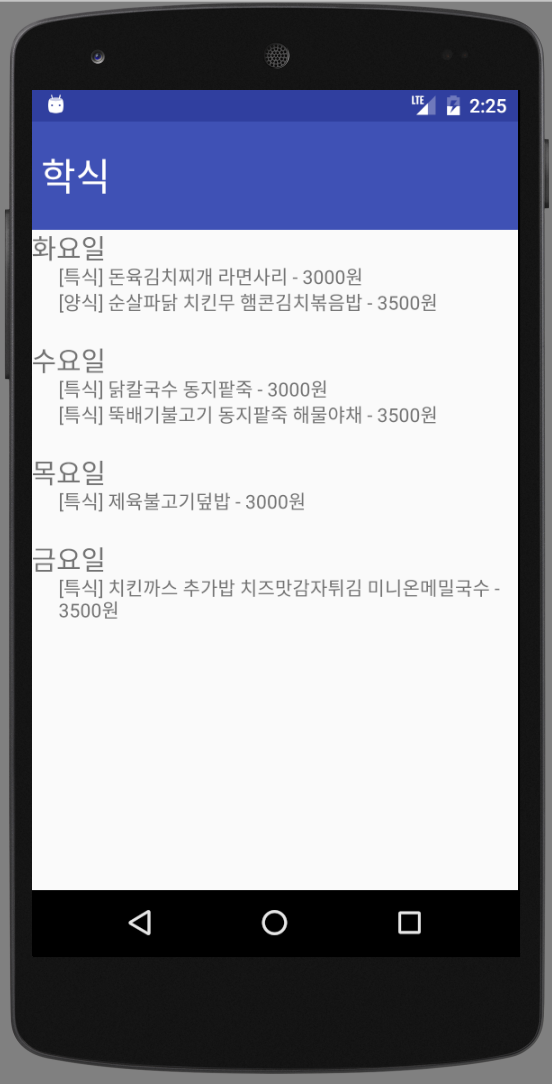 LTE 2:25
학식
화요일
[특식] 돈육김치찌개 라면사리 - 3000원
[양식] 순살파닭 치킨무 햄콘김치볶음밥 - 3500원
수요일
[특식] 닭칼국수 동지팥죽 - 3000원
[특식] 뚝배기불고기 동지팥죽 해물야채 - 3500원
목요일
[특식] 제육불고기덮밥 - 3000원
금요일
[특식] 치킨까스 추가밥 치즈맛감자튀김 미니온메밀국수 -
3500원